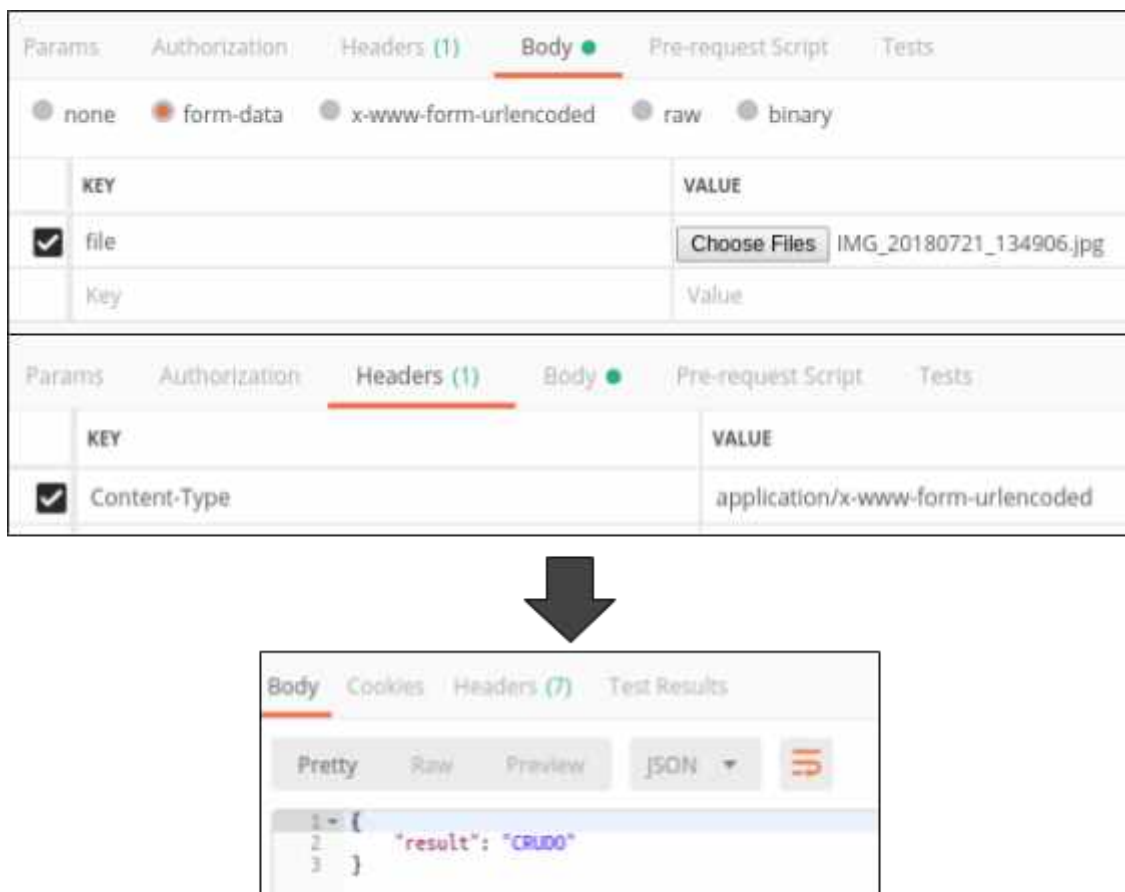 Params Authorization Headers (1) Body Pre-request Script Tests
none form-data x-www-form-urlencoded raw binary
KEY VALUE
file Choose Files IMG_20180721_134906.jpg
Key Value
Params Authorization Headers (1) Body Pre-request Script Tests
KEY VALUE
Content-Type application/x-www-form-urlencoded
Body Cookies Headers (7) Test Results
Pretty Raw Preview JSON
1 {
2 "result": "CRUDO"
3 }